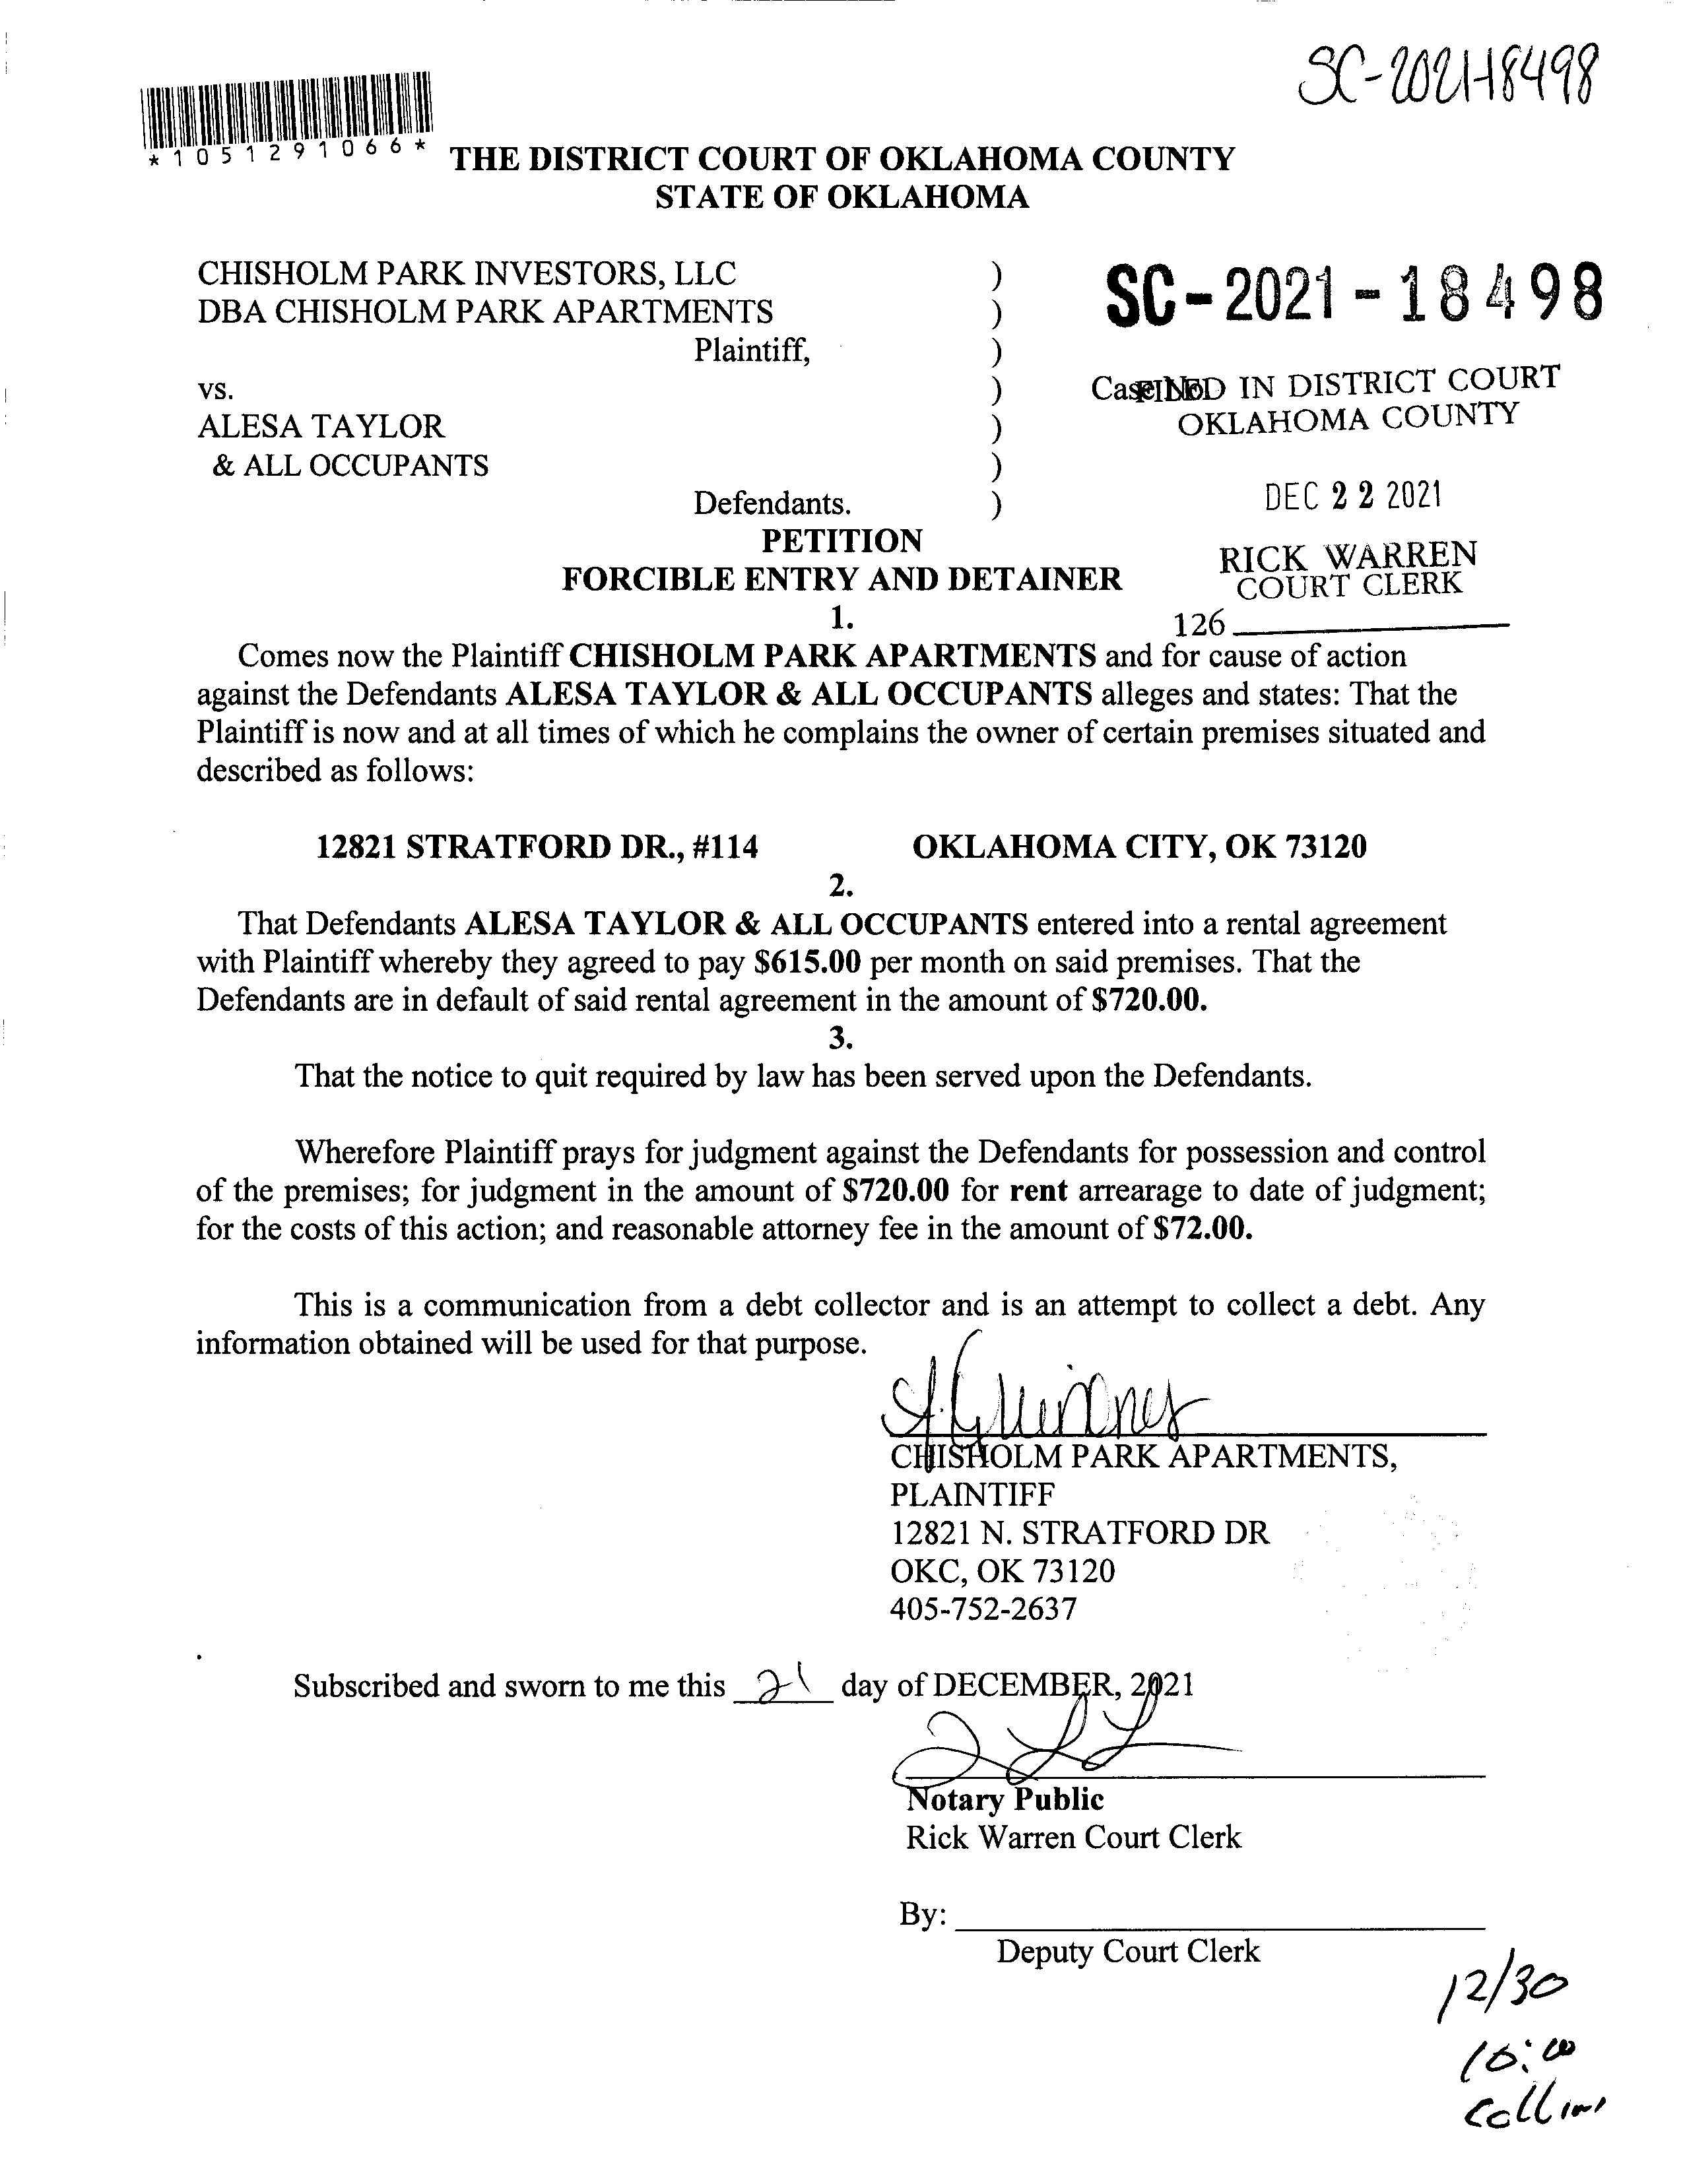 SC-2021-18498
*1051291066*
THE DISTRICT COURT OF OKLAHOMA COUNTY
STATE OF OKLAHOMA
CHISHOLM PARK INVESTORS, LLC )
SC-2021-18498
DBA CHISHOLM PARK APARTMENTS )
Plaintiff, )
vs. )
Case No
FILED IN DISTRICT COURT
OKLAHOMA COUNTY
ALESA TAYLOR )
& ALL OCCUPANTS )
DEC 22 2021
Defendants. )
PETITION
RICK WARREN
COURT CLERK
FORCIBLE ENTRY AND DETAINER
1.
126
Comes now the Plaintiff CHISHOLM PARK APARTMENTS and for cause of action
against the Defendants ALESA TAYLOR & ALL OCCUPANTS alleges and states: That the
Plaintiff is now and at all times of which he complains the owner of certain premises situated and
described as follows:
12821 STRATFORD DR., #114 OKLAHOMA CITY, OK 73120
2.
That Defendants ALESA TAYLOR & ALL OCCUPANTS entered into a rental agreement
with Plaintiff whereby they agreed to pay $615.00 per month on said premises. That the
Defendants are in default of said rental agreement in the amount of $720.00.
3.
That the notice to quit required by law has been served upon the Defendants.
Wherefore Plaintiff prays for judgment against the Defendants for possession and control
of the premises; for judgment in the amount of $720.00 for rent arrearage to date of judgment;
for the costs of this action; and reasonable attorney fee in the amount of $72.00.
This is a communication from a debt collector and is an attempt to collect a debt. Any
information obtained will be used for that purpose.
CHISHOLM PARK APARTMENTS,
PLAINTIFF
12821 N. STRATFORD DR
OKC, OK 73120
405-752-2637
Subscribed and sworn to me this 21 day of DECEMBER, 2021
Notary Public
Rick Warren Court Clerk
By:
Deputy Court Clerk
12/30
10:00
Collins